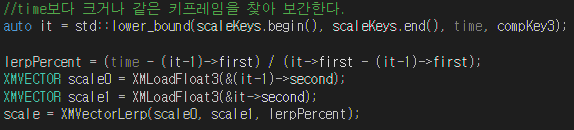 //time보다 크거나 같은 키프레임을 찾아 보간한다.
auto it = std::lower_bound(scaleKeys.begin(), scaleKeys.end(), time, compKey3);
lerpPercent = (time - (it-1)->first) / (it->first - (it-1)->first);
XMVECTOR scale0 = XMLoadFloat3(&(it-1)->second);
XMVECTOR scale1 = XMLoadFloat3(&it->second);
scale = XMVectorLerp(scale0, scale1, lerpPercent);